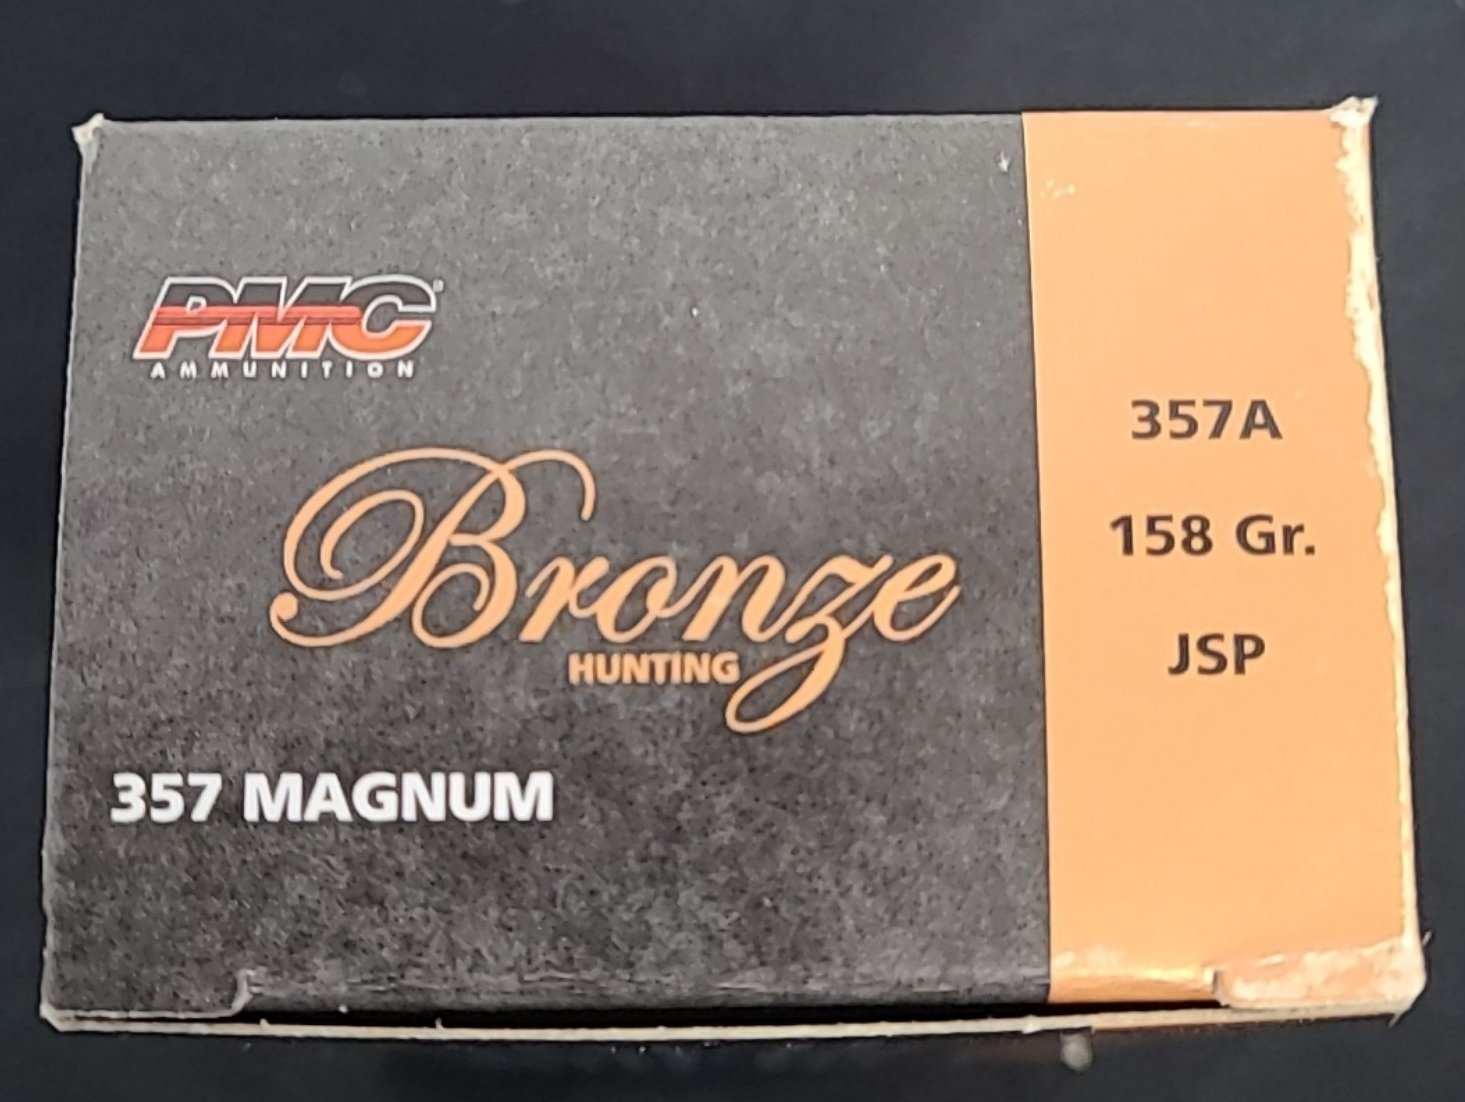 PMC®
AMMUNITION
Bronze
HUNTING
357 MAGNUM
357A
158 Gr.
JSP